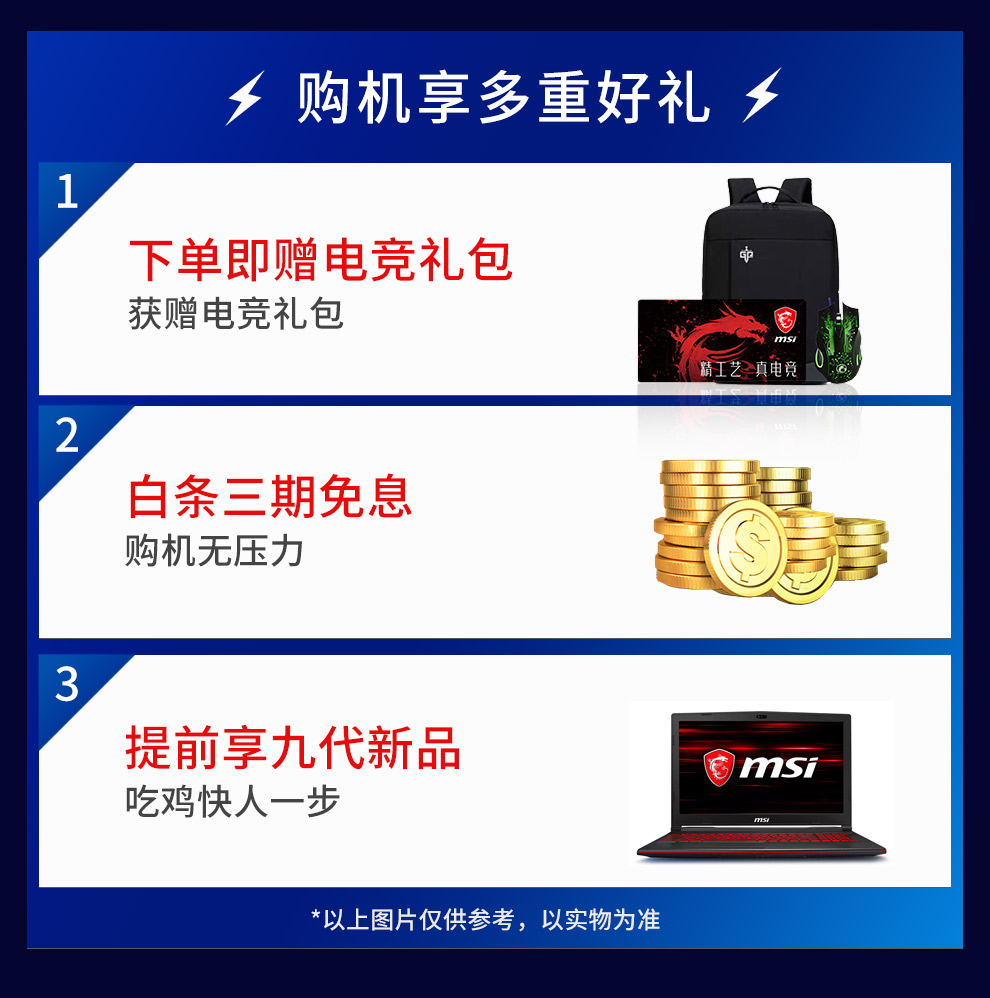 购机享多重好礼
1
下单即赠电竞礼包
获赠电竞礼包
msi
精工艺 真电竞
2
白条三期免息
购机无压力
$
3
提前享九代新品
吃鸡快人一步
msi
msi
*以上图片仅供参考，以实物为准